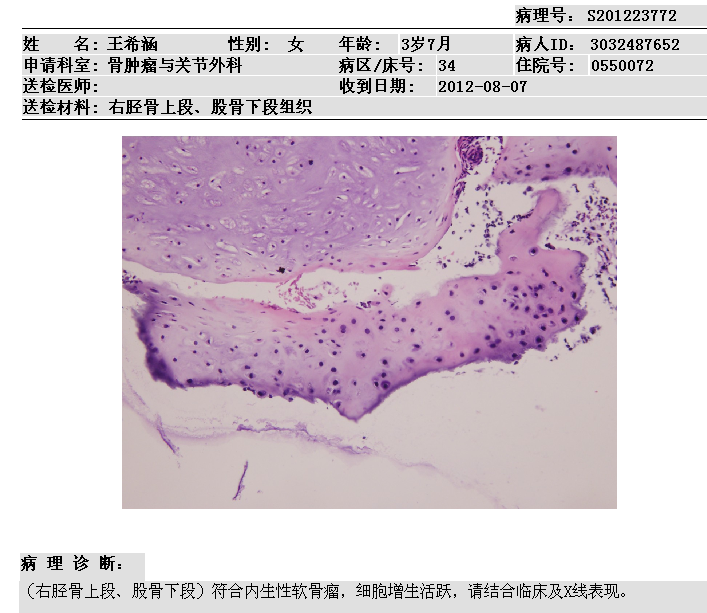 病理号: S201223772
姓 名: 王希涵 性别: 女 年龄: 3岁7月 病人ID: 3032487652
申请科室: 骨肿瘤与关节外科 病区/床号: 34 住院号: 0550072
送检医师: 收到日期: 2012-08-07
送检材料: 右胫骨上段、股骨下段组织
病 理 诊 断:
（右胫骨上段、股骨下段）符合内生性软骨瘤，细胞增生活跃，请结合临床及X线表现。